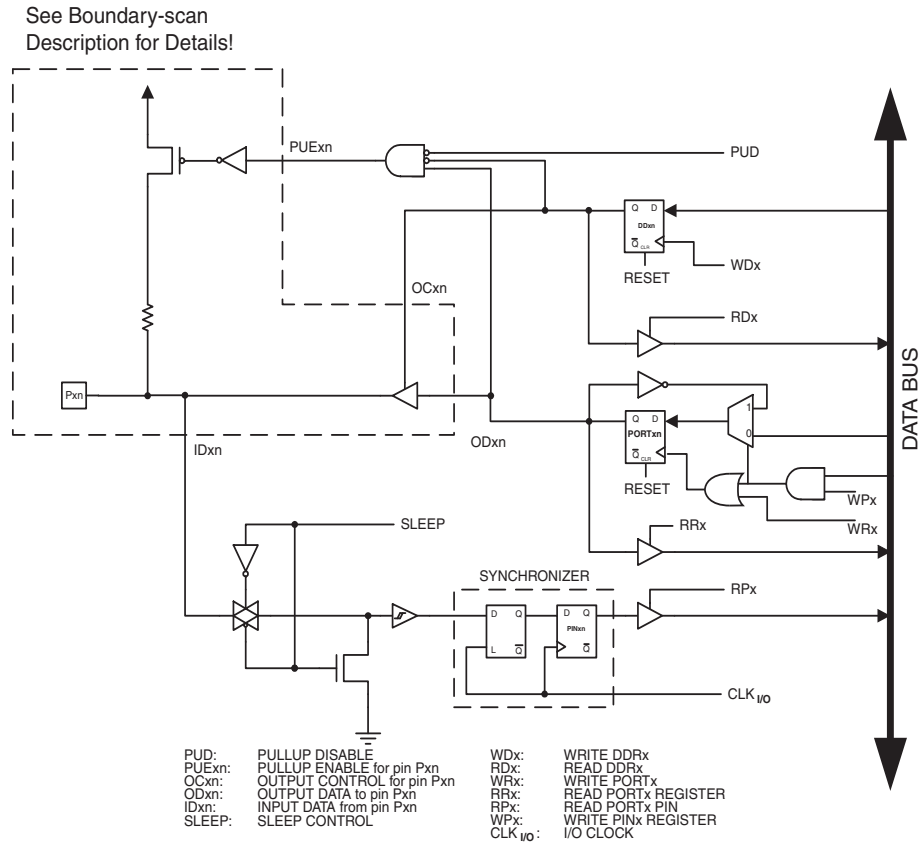 See Boundary-scan
Description for Details!
PUExn
PUD
Q D
DDxn
Q CLR
RESET
WDx
OCxn
RDx
Pxn
1
0
Q D
PORTxn
Q CLR
ODxn
IDxn
RESET
WPx
WRx
RRx
SLEEP
SYNCHRONIZER
RPx
D Q
L Q
D Q
PINxn
Q
CLK I/O
DATA BUS
PUD: PULLUP DISABLE
PUExn: PULLUP ENABLE for pin Pxn
OCxn: OUTPUT CONTROL for pin Pxn
ODxn: OUTPUT DATA to pin Pxn
IDxn: INPUT DATA from pin Pxn
SLEEP: SLEEP CONTROL
WDx: WRITE DDRx
RDx: READ DDRx
WRx: WRITE PORTx
RRx: READ PORTx REGISTER
RPx: READ PORTx PIN
WPx: WRITE PINx REGISTER
CLK I/O: I/O CLOCK